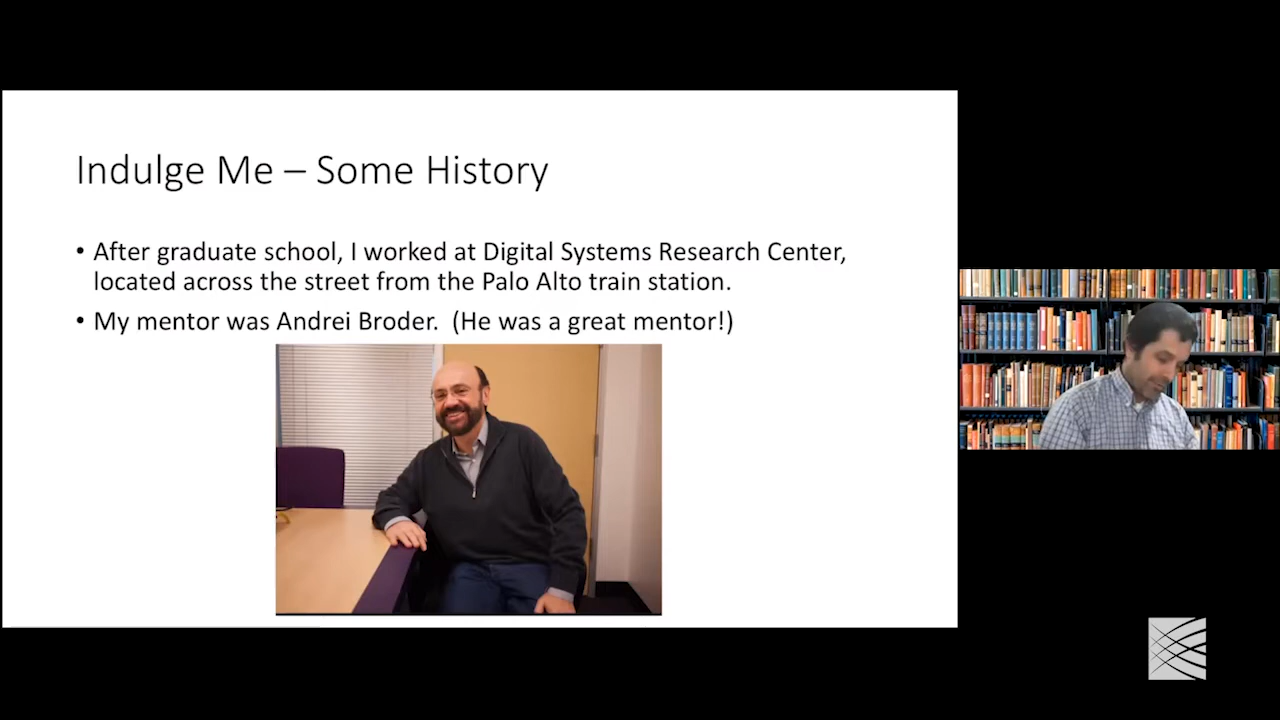 Indulge Me – Some History
• After graduate school, I worked at Digital Systems Research Center,
located across the street from the Palo Alto train station.
• My mentor was Andrei Broder.  (He was a great mentor!)